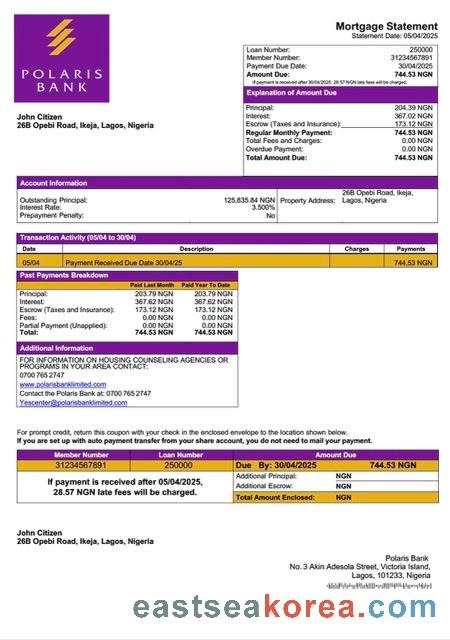 POLARIS
BANK
Mortgage Statement
Statement Date: 05/04/2025
Loan Number: 250000
Member Number: 31234567891
Payment Due Date: 30/04/2025
Amount Due: 744.53 NGN
If payment is received after 30/04/2025, 28.57 NGN late fees will be charged.
Explanation of Amount Due
Principal: 204.39 NGN
Interest: 367.02 NGN
Escrow (Taxes and Insurance): 173.12 NGN
Regular Monthly Payment: 744.53 NGN
Total Fees and Charges: 0.00 NGN
Overdue Payment: 0.00 NGN
Total Amount Due: 744.53 NGN
John Citizen
26B Opebi Road, Ikeja, Lagos, Nigeria
Account Information
Outstanding Principal: 125,835.84 NGN
Interest Rate: 3.500%
Prepayment Penalty: No
Property Address: 26B Opebi Road, Ikeja,
Lagos, Nigeria
Transaction Activity (05/04 to 30/04)
Date Description Charges Payments
05/04 Payment Received Due Date 30/04/25 744.53 NGN
Past Payments Breakdown
Paid Last Month Paid Year To Date
Principal: 203.79 NGN 203.79 NGN
Interest: 367.62 NGN 367.62 NGN
Escrow (Taxes and Insurance): 173.12 NGN 173.12 NGN
Fees: 0.00 NGN 0.00 NGN
Partial Payment (Unapplied): 0.00 NGN 0.00 NGN
Total: 744.53 NGN 744.53 NGN
Additional Information
FOR INFORMATION ON HOUSING COUNSELING AGENCIES OR
PROGRAMS IN YOUR AREA CONTACT:
0700 765 2747
www.polarisbanklimited.com
Contact the Polaris Bank at: 0700 765 2747
Yescenter@polarisbanklimited.com
For prompt credit, return this coupon with your check in the enclosed envelope to the location shown below.
If you are set up with auto payment transfer from your share account, you do not need to mail your payment.
Member Number Loan Number Amount Due
31234567891 250000 Due By: 30/04/2025 744.53 NGN
If payment is received after 05/04/2025,
28.57 NGN late fees will be charged.
Additional Principal: NGN
Additional Escrow: NGN
Total Amount Enclosed: NGN
John Citizen
26B Opebi Road, Ikeja, Lagos, Nigeria
Polaris Bank
No. 3 Akin Adesola Street, Victoria Island,
Lagos, 101233, Nigeria
eastseakorea.com